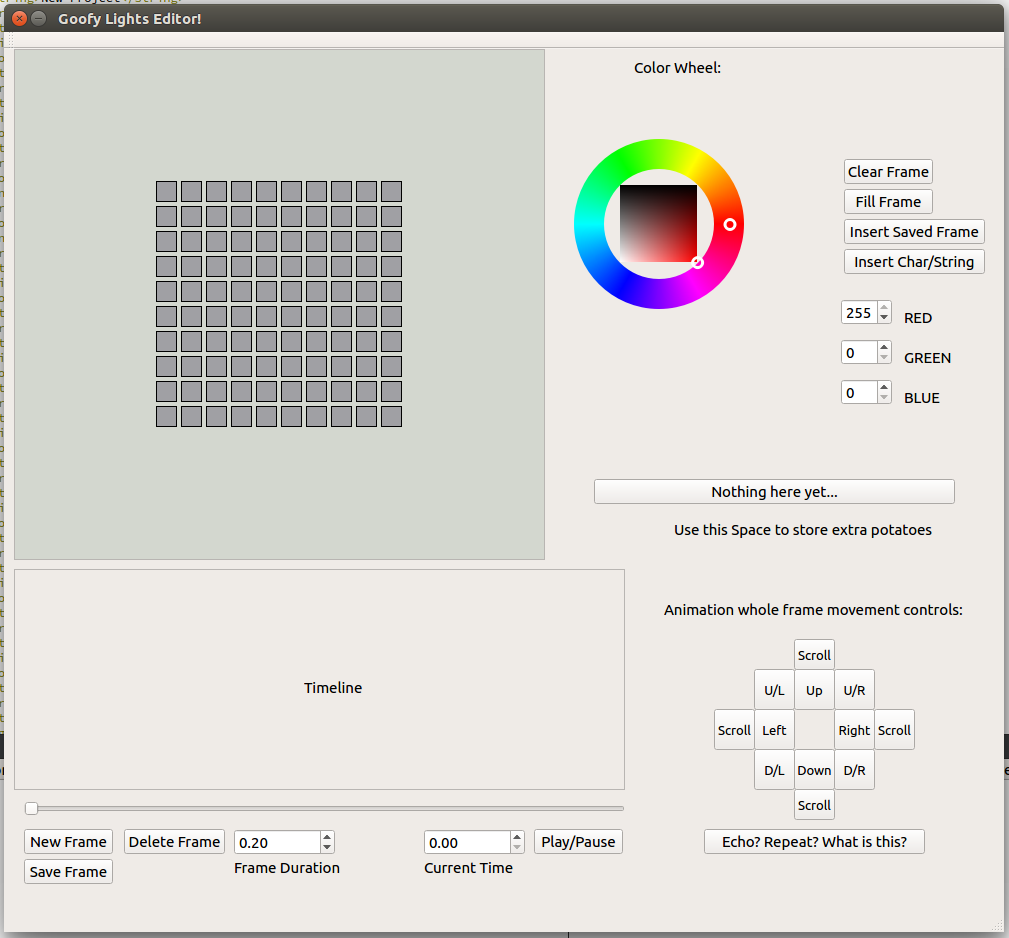 Goofy Lights Editor!
Color Wheel:
Clear Frame
Fill Frame
Insert Saved Frame
Insert Char/String
255 RED
0 GREEN
0 BLUE
Nothing here yet...
Use this Space to store extra potatoes
Timeline
Animation whole frame movement controls:
Scroll
U/L Up U/R
Scroll Left Right Scroll
D/L Down D/R
Scroll
New Frame Delete Frame 0.20 0.00 Play/Pause Echo? Repeat? What is this?
Save Frame Frame Duration Current Time